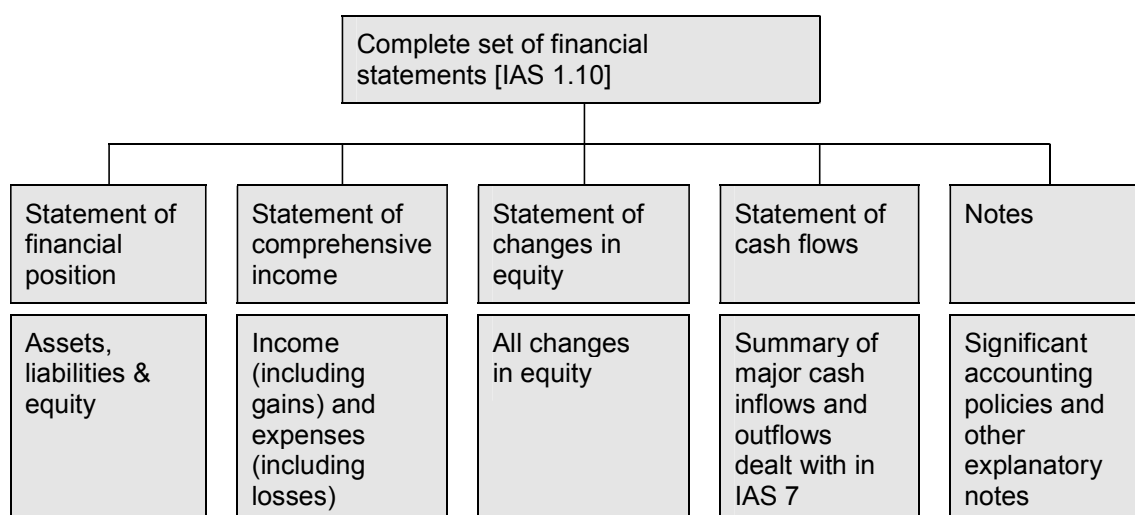 Complete set of financial
statements [IAS 1.10]
Statement of
financial
position
Statement of
comprehensive
income
Statement of
changes in
equity
Statement of
cash flows
Notes
Assets,
liabilities &
equity
Income
(including
gains) and
expenses
(including
losses)
All changes
in equity
Summary of
major cash
inflows and
outflows
dealt with in
IAS 7
Significant
accounting
policies and
other
explanatory
notes